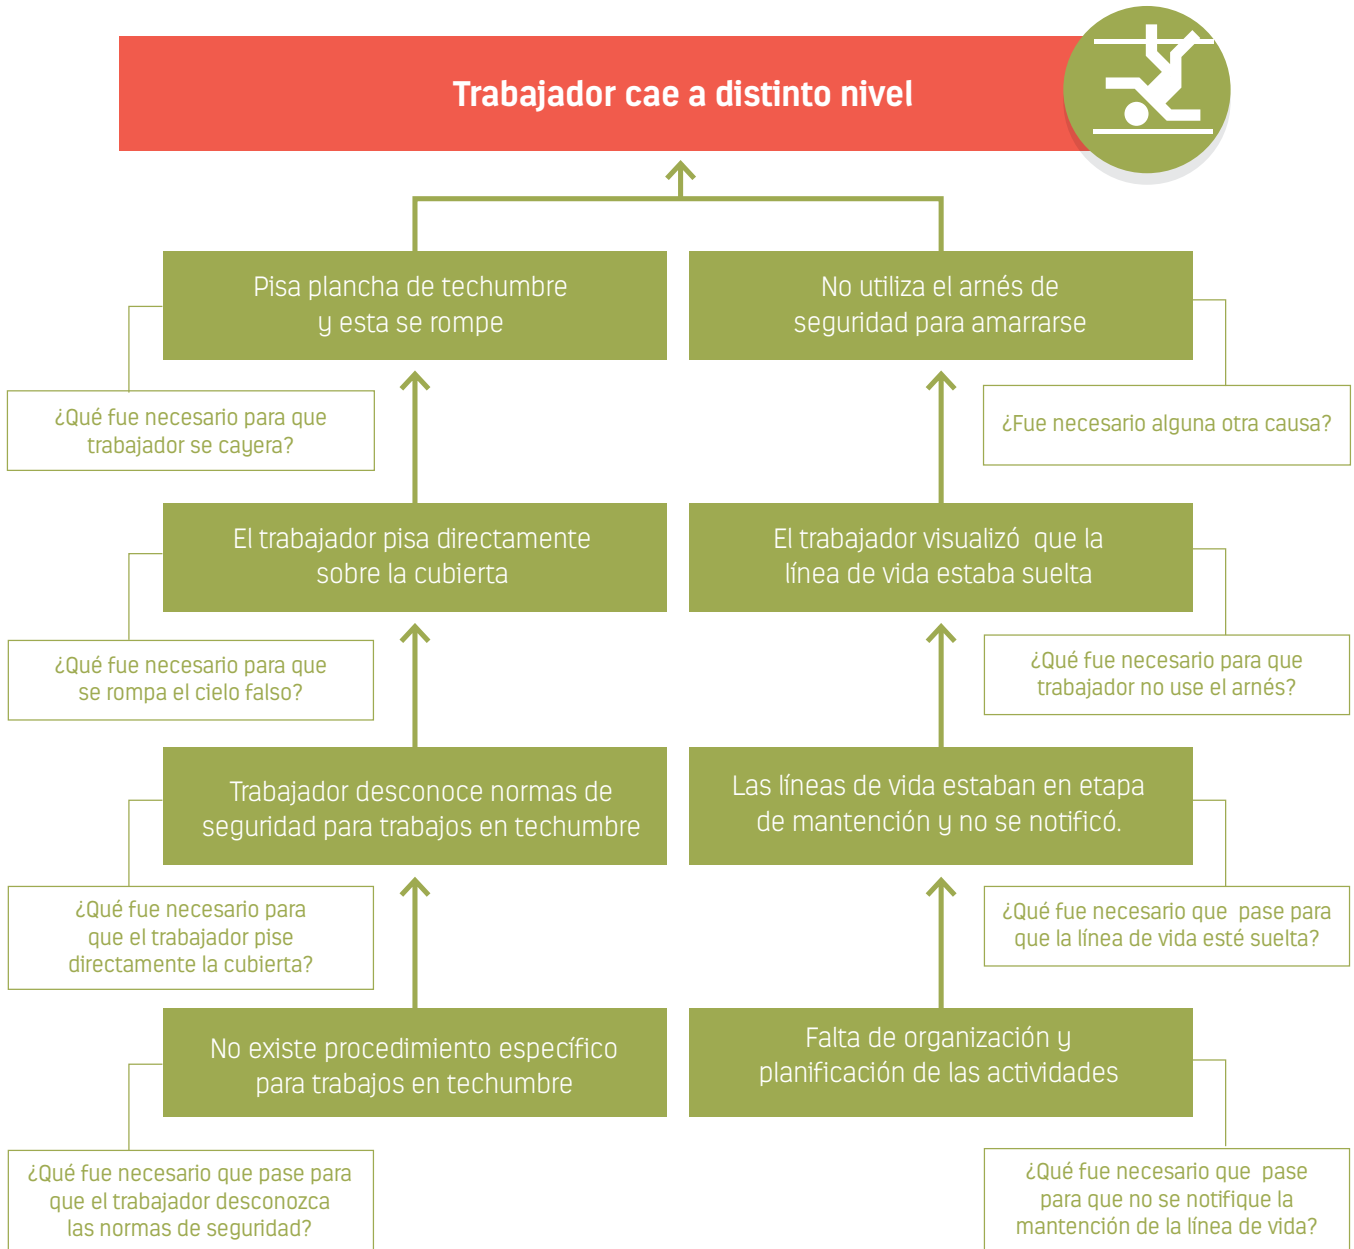 Trabajador cae a distinto nivel
Pisa plancha de techumbre
y esta se rompe
No utiliza el arnés de
seguridad para amarrarse
¿Qué fue necesario para que
trabajador se cayera?
¿Fue necesario alguna otra causa?
El trabajador pisa directamente
sobre la cubierta
El trabajador visualizó que la
línea de vida estaba suelta
¿Qué fue necesario para que
se rompa el cielo falso?
¿Qué fue necesario para que
trabajador no use el arnés?
Trabajador desconoce normas de
seguridad para trabajos en techumbre
Las líneas de vida estaban en etapa
de mantención y no se notificó.
¿Qué fue necesario para
que el trabajador pise
directamente la cubierta?
¿Qué fue necesario que pase para
que la línea de vida esté suelta?
No existe procedimiento específico
para trabajos en techumbre
Falta de organización y
planificación de las actividades
¿Qué fue necesario que pase para
que el trabajador desconozca
las normas de seguridad?
¿Qué fue necesario que pase
para que no se notifique la
mantención de la línea de vida?